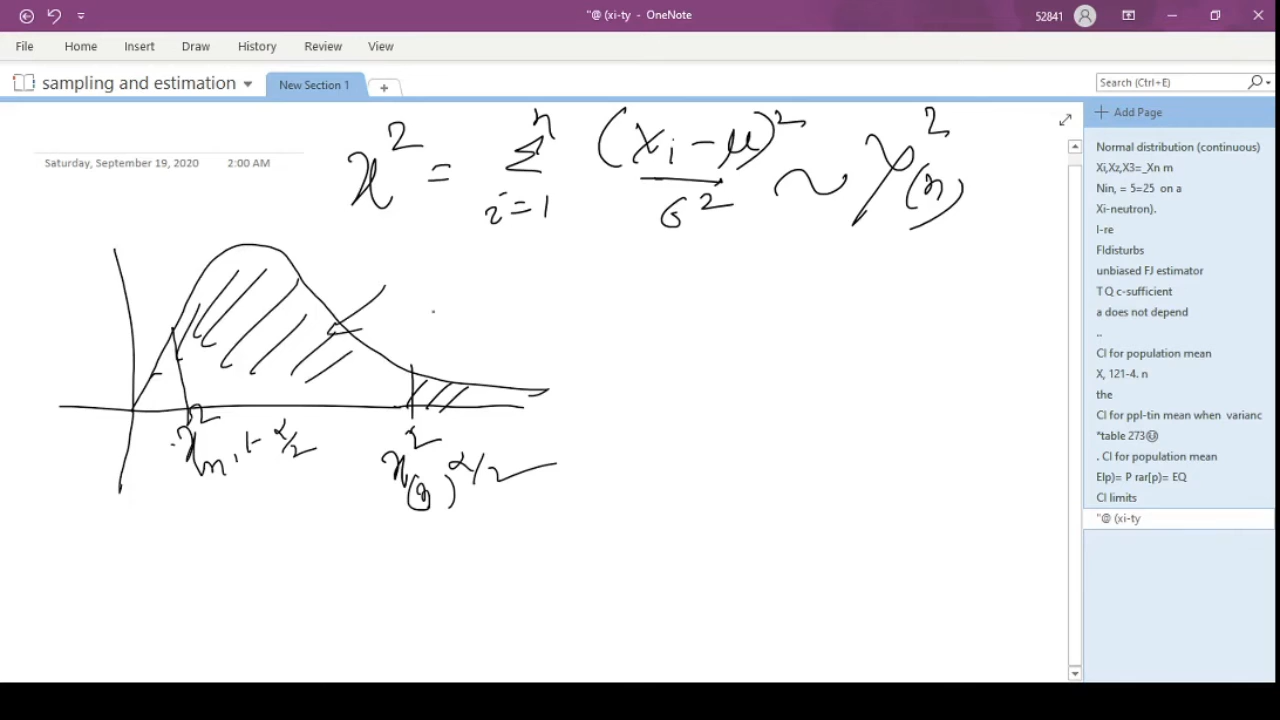 "@ (xi-ty - OneNote
52841
File Home Insert Draw History Review View
sampling and estimation
New Section 1
Search (Ctrl+E)
Add Page
Saturday, September 19, 2020 2:00 AM
χ² = Σ_{i=1}^{n} (x_i - μ)² / σ² ~ χ²_{(n)}
χ²_{n, 1-α/2}
χ²_{(n)} α/2
Normal distribution (continuous)
Xi,Xz,X3=_Xn m
Nin, = 5=25 on a
Xi-neutron).
I-re
FIdisturbs
unbiased FJ estimator
T Q c-sufficient
a does not depend
..
CI for population mean
X, 121-4. n
the
CI for ppl-tin mean when varianc
*table 273☺
. CI for population mean
EIp)= P rar[p)= EQ
CI limits
"@ (xi-ty